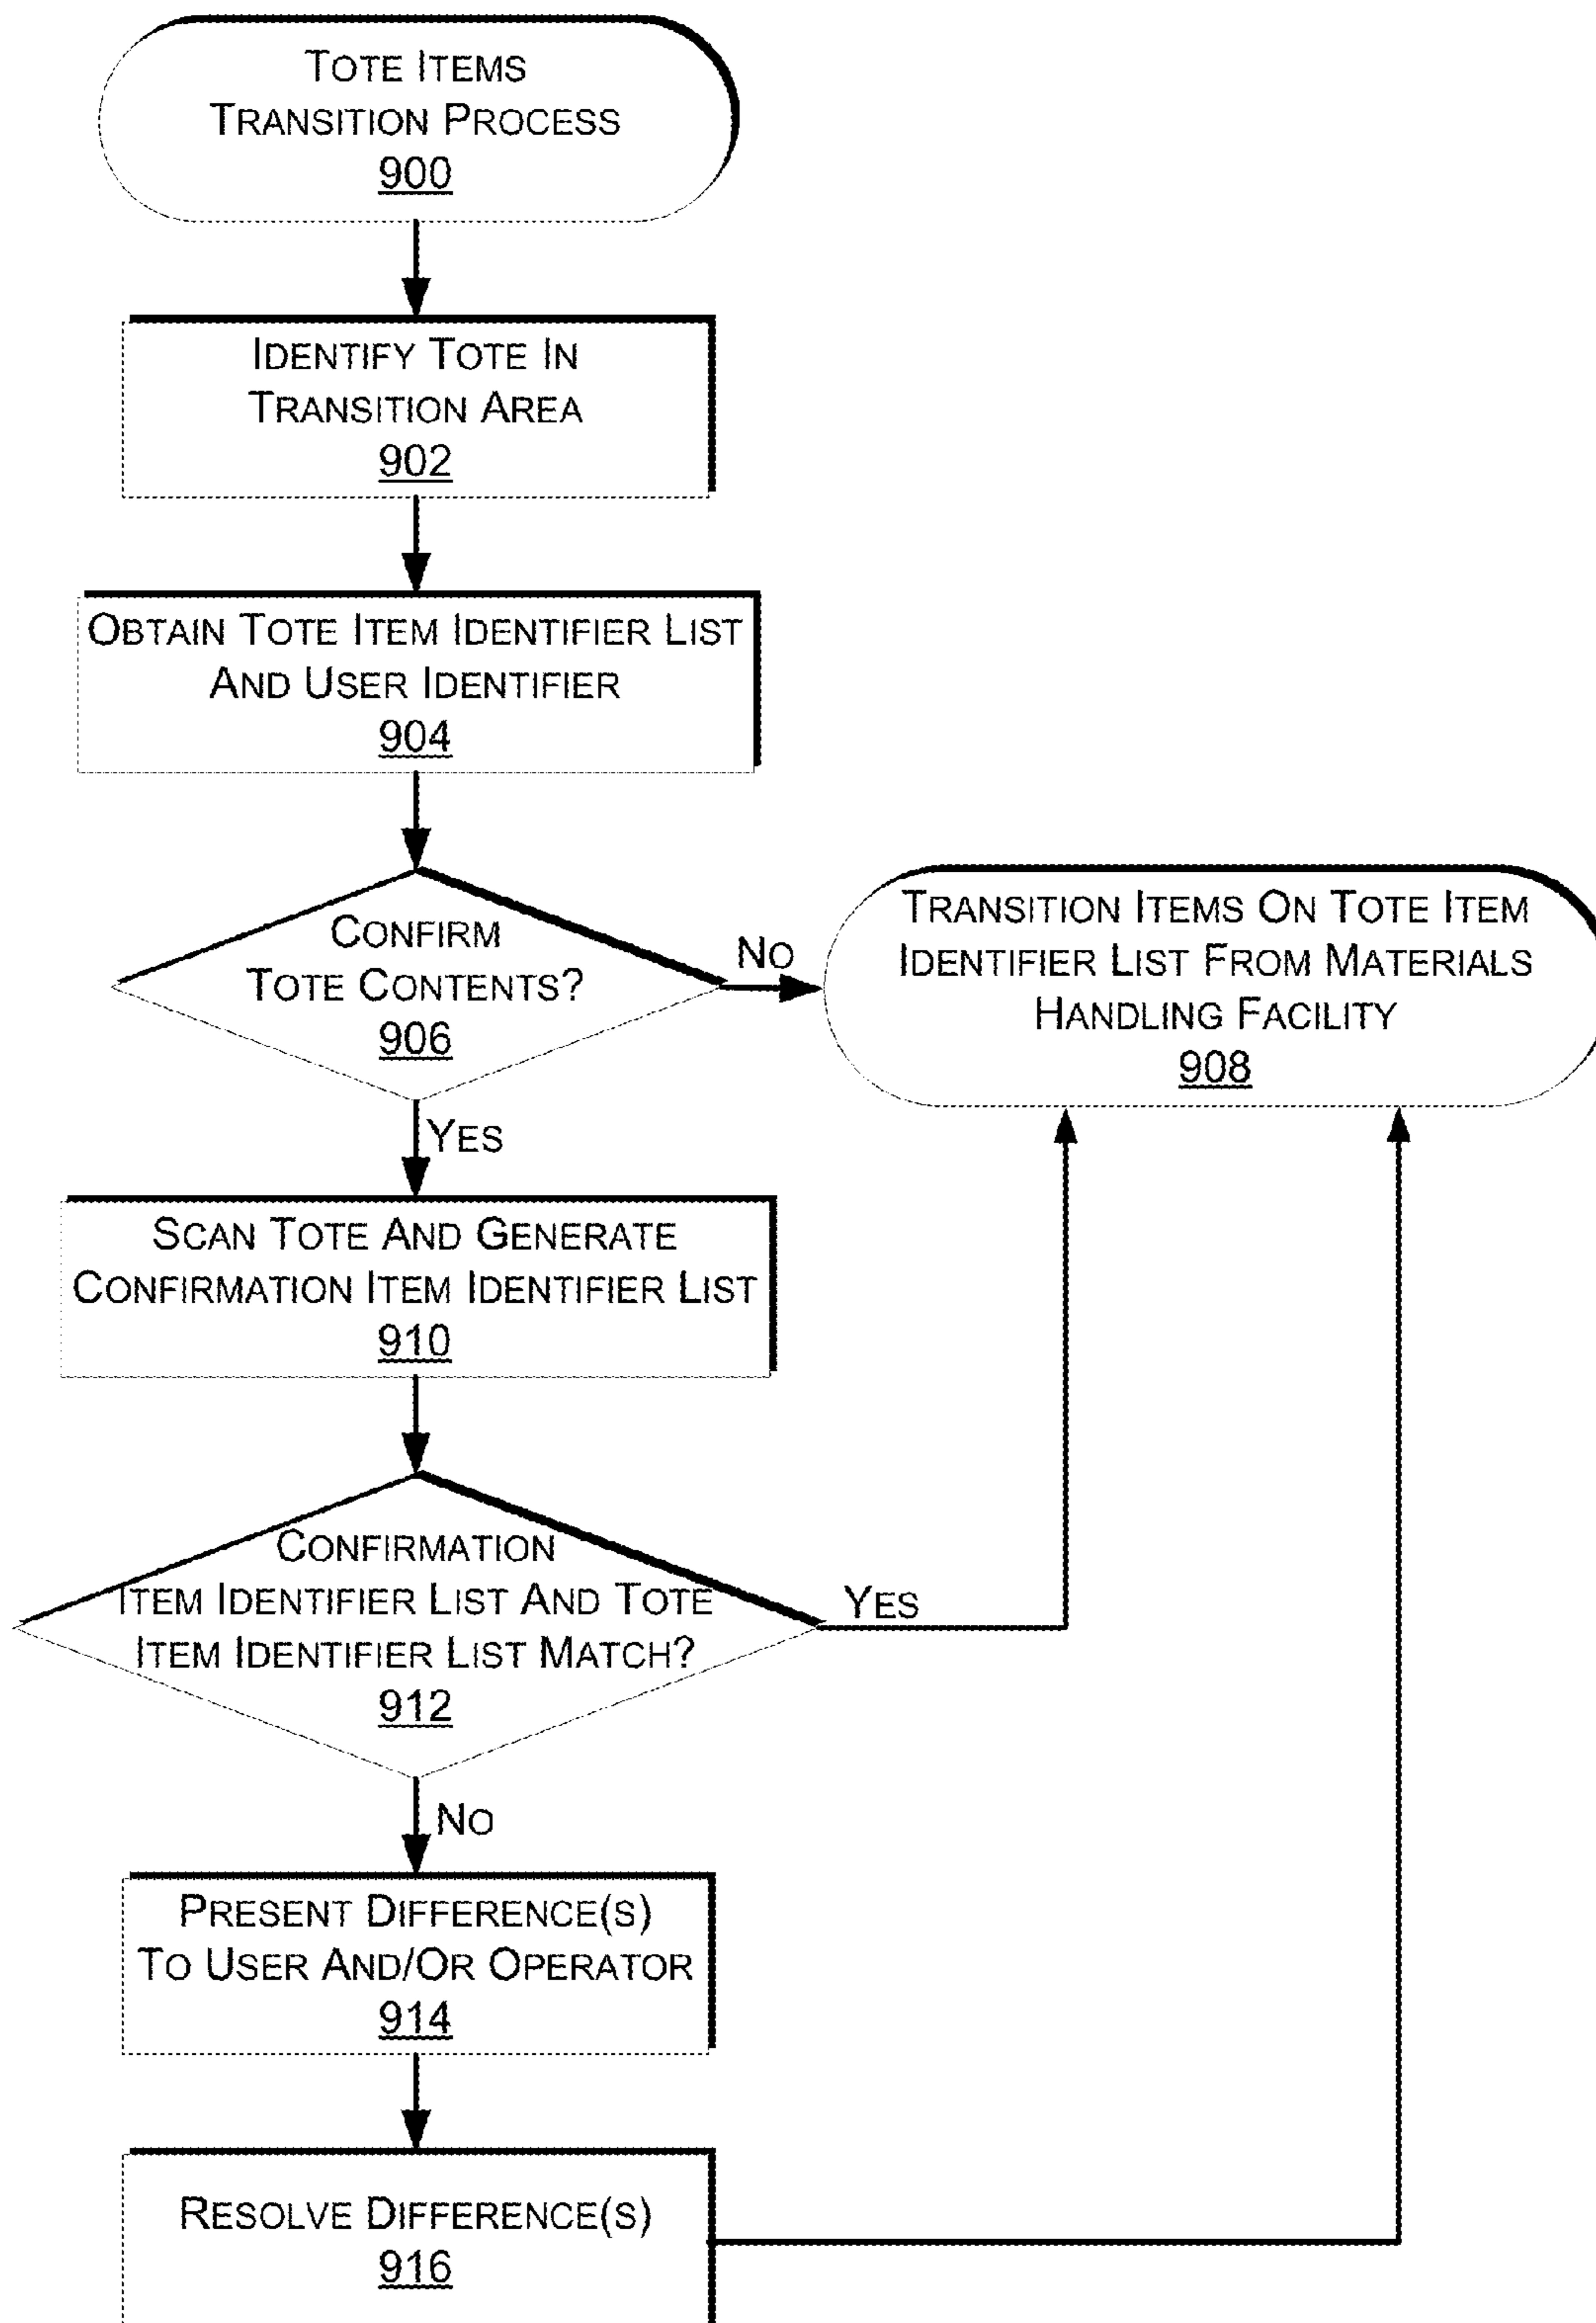 TOTE ITEMS
TRANSITION PROCESS
900
IDENTIFY TOTE IN
TRANSITION AREA
902
OBTAIN TOTE ITEM IDENTIFIER LIST
AND USER IDENTIFIER
904
CONFIRM
TOTE CONTENTS?
906
NO
TRANSITION ITEMS ON TOTE ITEM
IDENTIFIER LIST FROM MATERIALS
HANDLING FACILITY
908
YES
SCAN TOTE AND GENERATE
CONFIRMATION ITEM IDENTIFIER LIST
910
CONFIRMATION
ITEM IDENTIFIER LIST AND TOTE
ITEM IDENTIFIER LIST MATCH?
912
YES
NO
PRESENT DIFFERENCE(S)
TO USER AND/OR OPERATOR
914
RESOLVE DIFFERENCE(S)
916